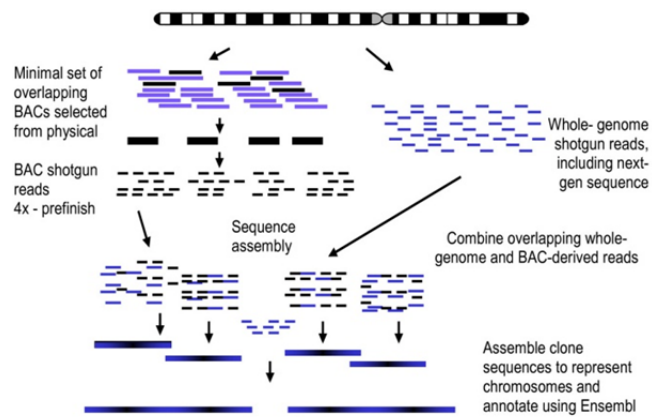 Minimal set of
overlapping
BACs selected
from physical
Whole- genome
shotgun reads,
including next-
gen sequence
BAC shotgun
reads
4x - prefinish
Sequence
assembly
Combine overlapping whole-
genome and BAC-derived reads
Assemble clone
sequences to represent
chromosomes and
annotate using Ensembl